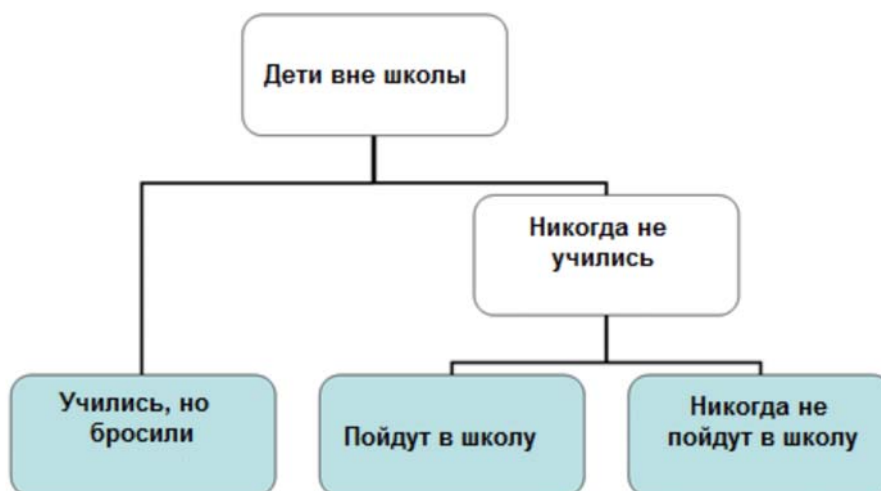 Дети вне школы
Никогда не
учились
Учились, но
бросили
Пойдут в школу
Никогда не
пойдут в школу